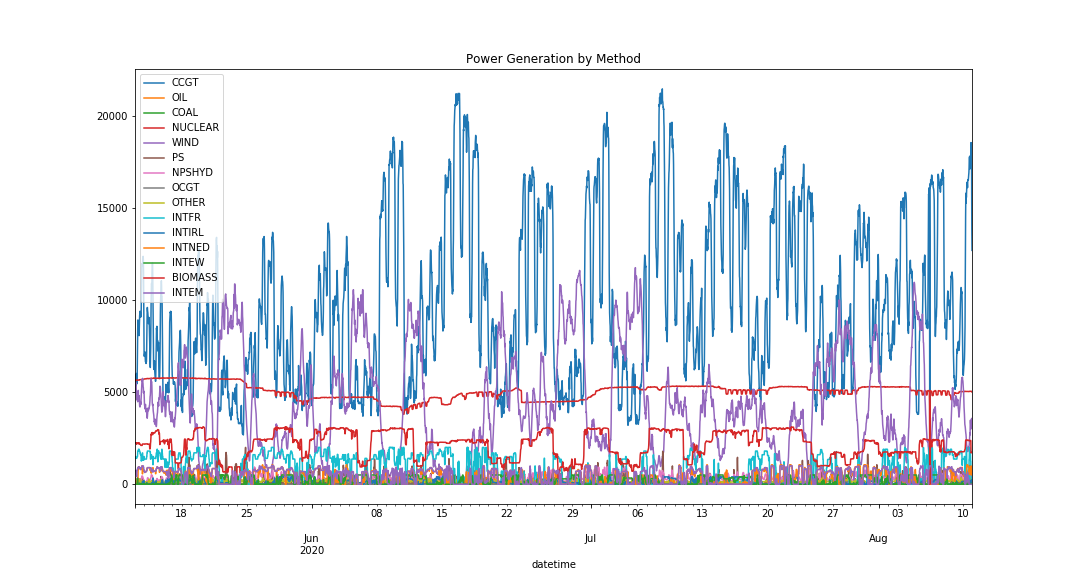 Power Generation by Method
CCGT
OIL
COAL
NUCLEAR
WIND
PS
NPSHYD
OCGT
OTHER
INTFR
INTIRL
INTNED
INTEW
BIOMASS
INTEM
20000
15000
10000
5000
0
18 25 08 15 22 29 06 13 20 27 03 10
Jun Jul Aug
2020
datetime